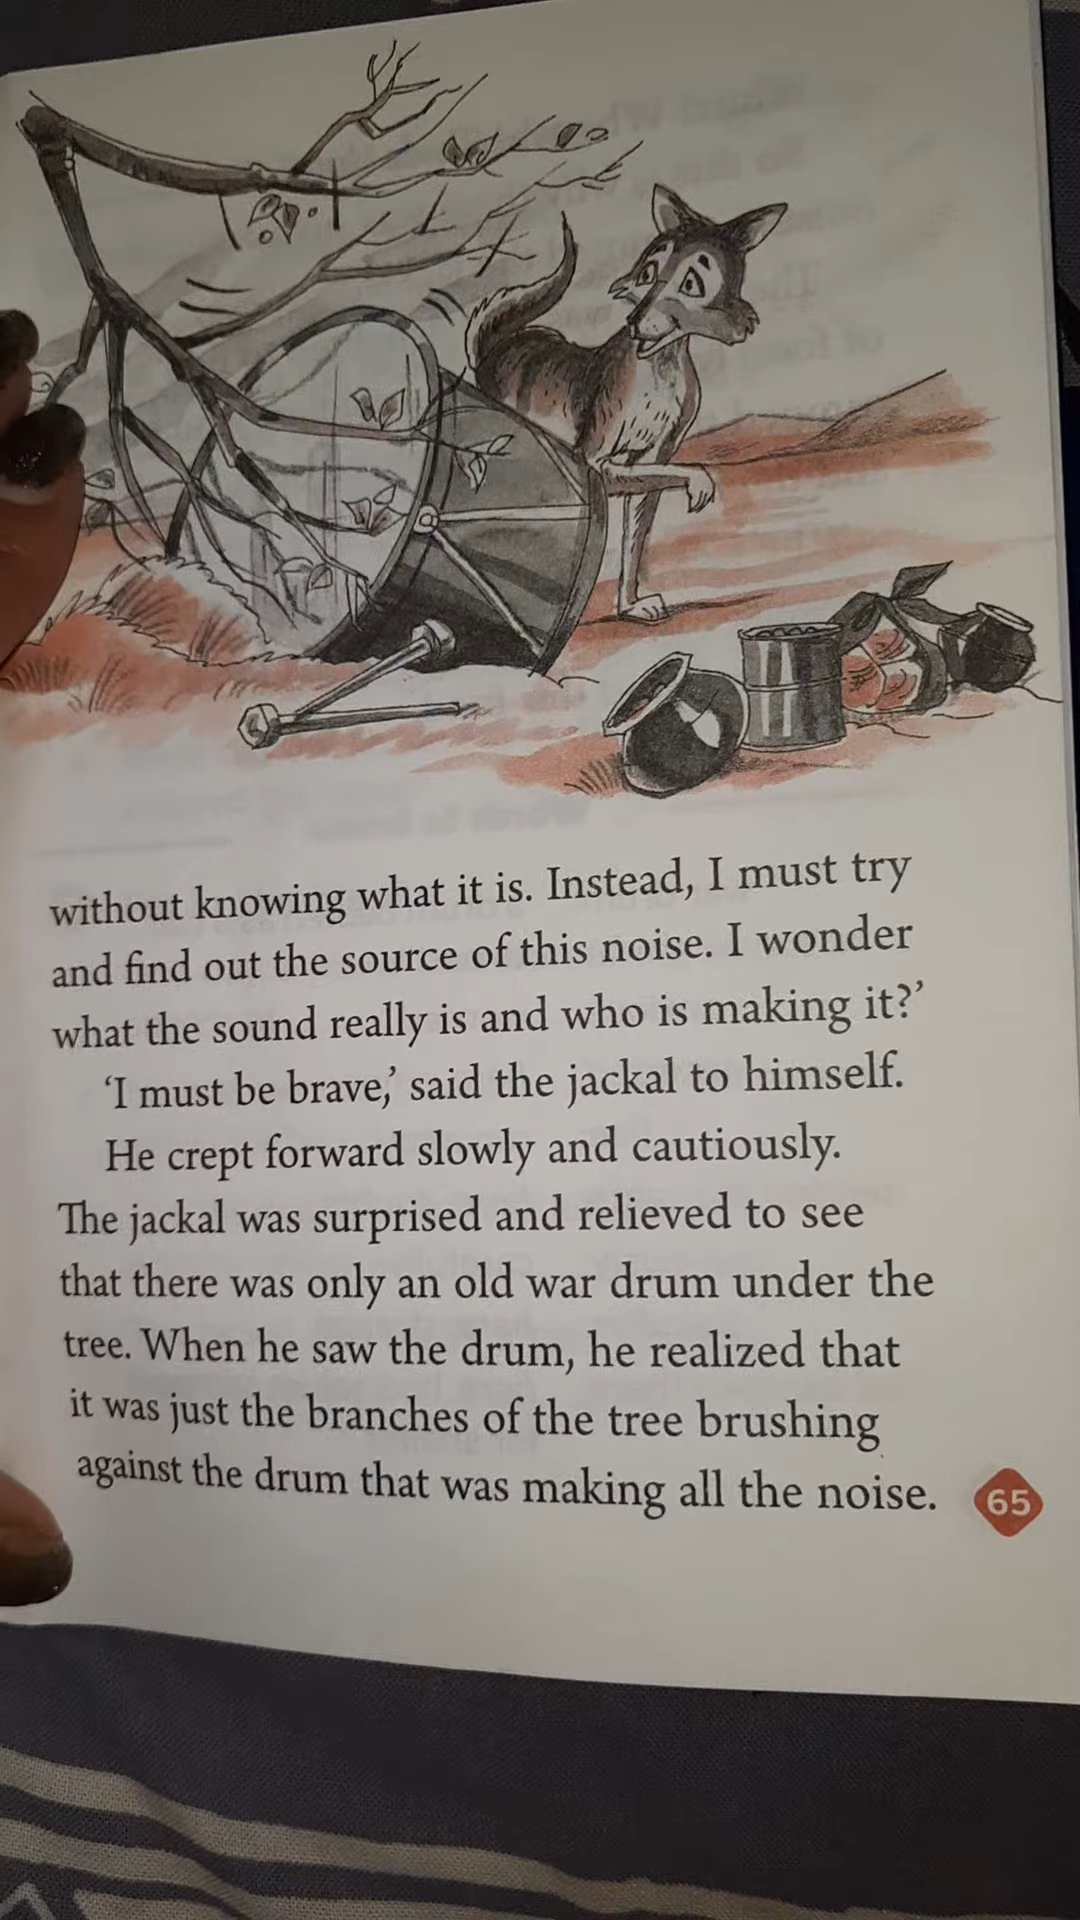 without knowing what it is. Instead, I must try
and find out the source of this noise. I wonder
what the sound really is and who is making it?’
‘I must be brave,’ said the jackal to himself.
He crept forward slowly and cautiously.
The jackal was surprised and relieved to see
that there was only an old war drum under the
tree. When he saw the drum, he realized that
it was just the branches of the tree brushing
against the drum that was making all the noise.
65